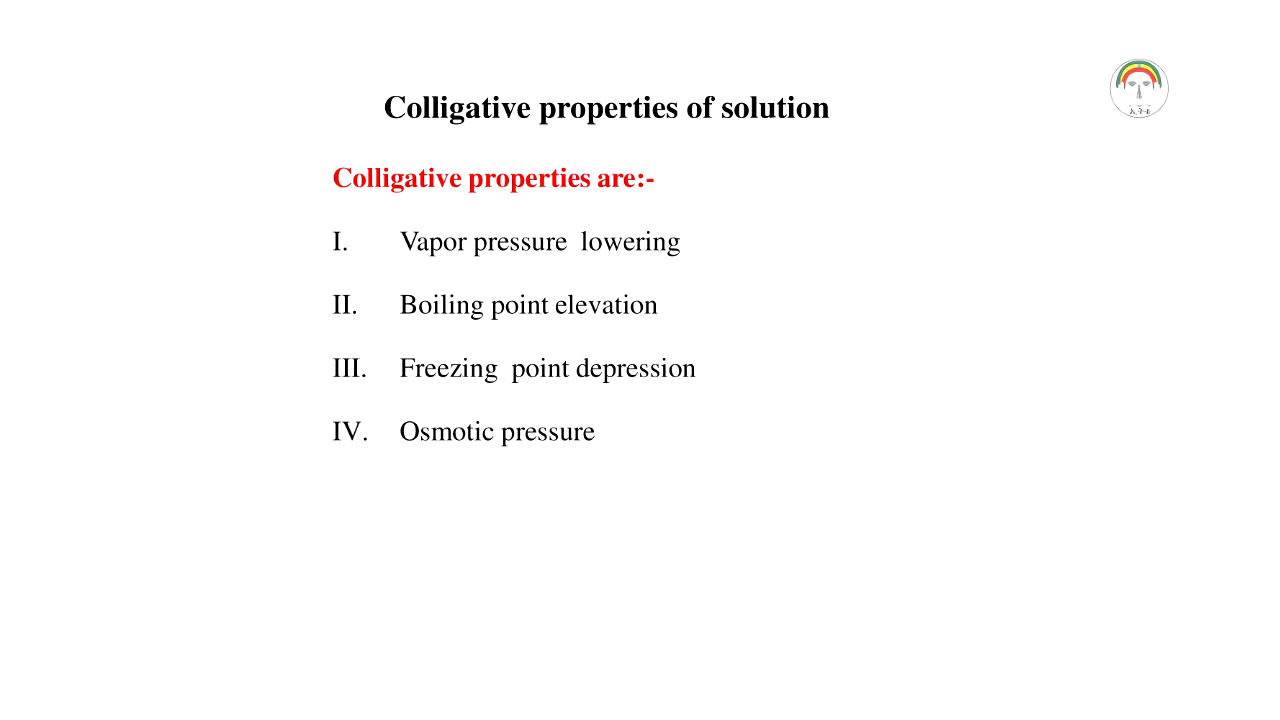 Colligative properties of solution
Colligative properties are:-
I. Vapor pressure lowering
II. Boiling point elevation
III. Freezing point depression
IV. Osmotic pressure